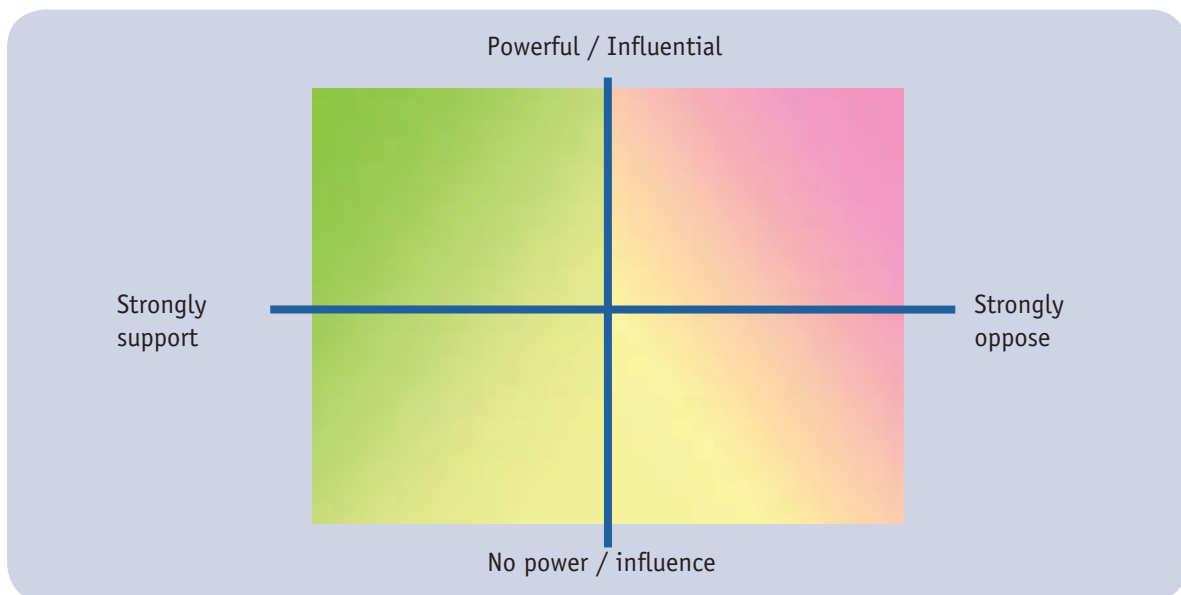 Powerful / Influential
Strongly
support
Strongly
oppose
No power / influence